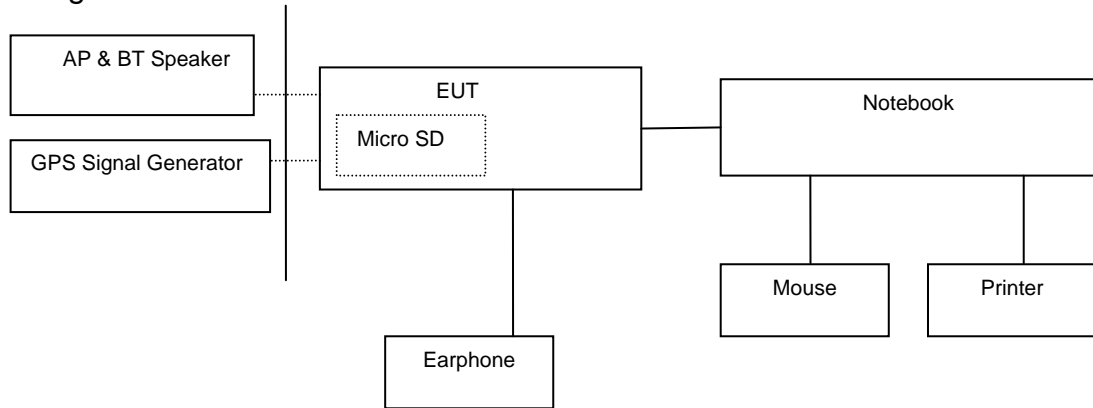 AP & BT Speaker
EUT
Notebook
Micro SD
GPS Signal Generator
Mouse
Printer
Earphone